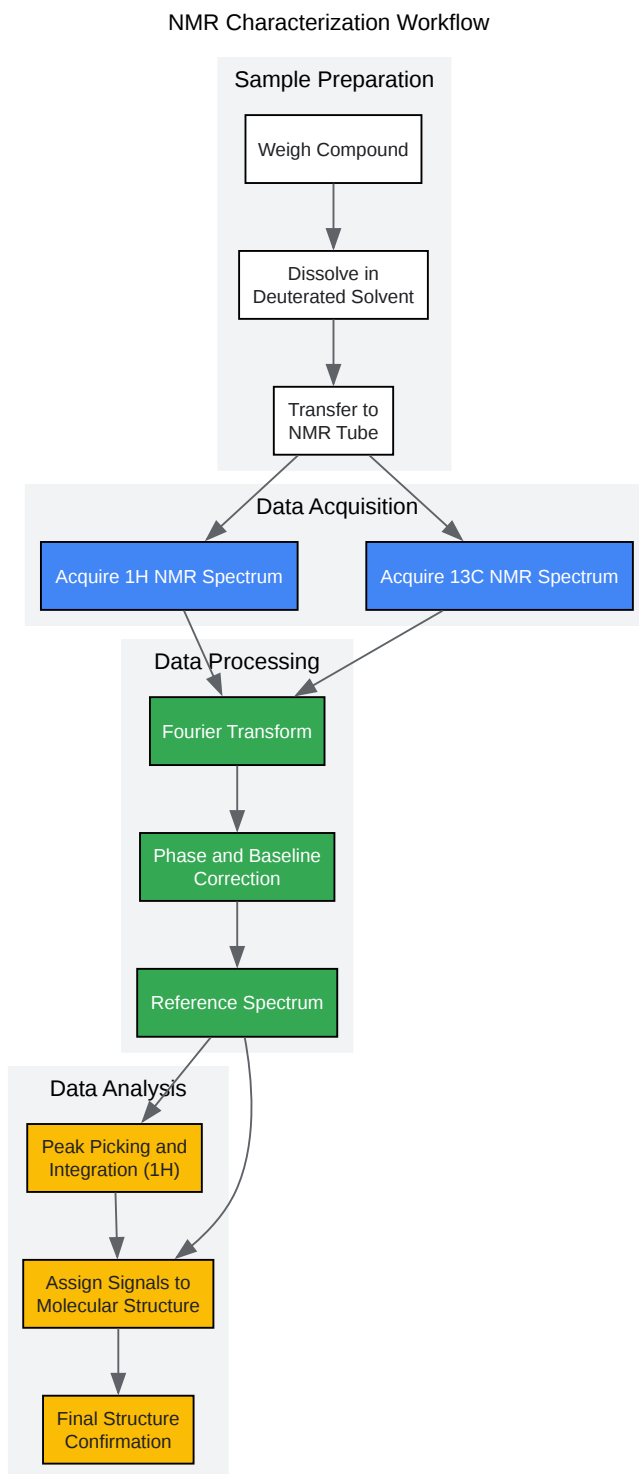 NMR Characterization Workflow
Sample Preparation
Weigh Compound
Dissolve in
Deuterated Solvent
Transfer to
NMR Tube
Data Acquisition
Acquire 1H NMR Spectrum
Acquire 13C NMR Spectrum
Data Processing
Fourier Transform
Phase and Baseline
Correction
Reference Spectrum
Data Analysis
Peak Picking and
Integration (1H)
Assign Signals to
Molecular Structure
Final Structure
Confirmation